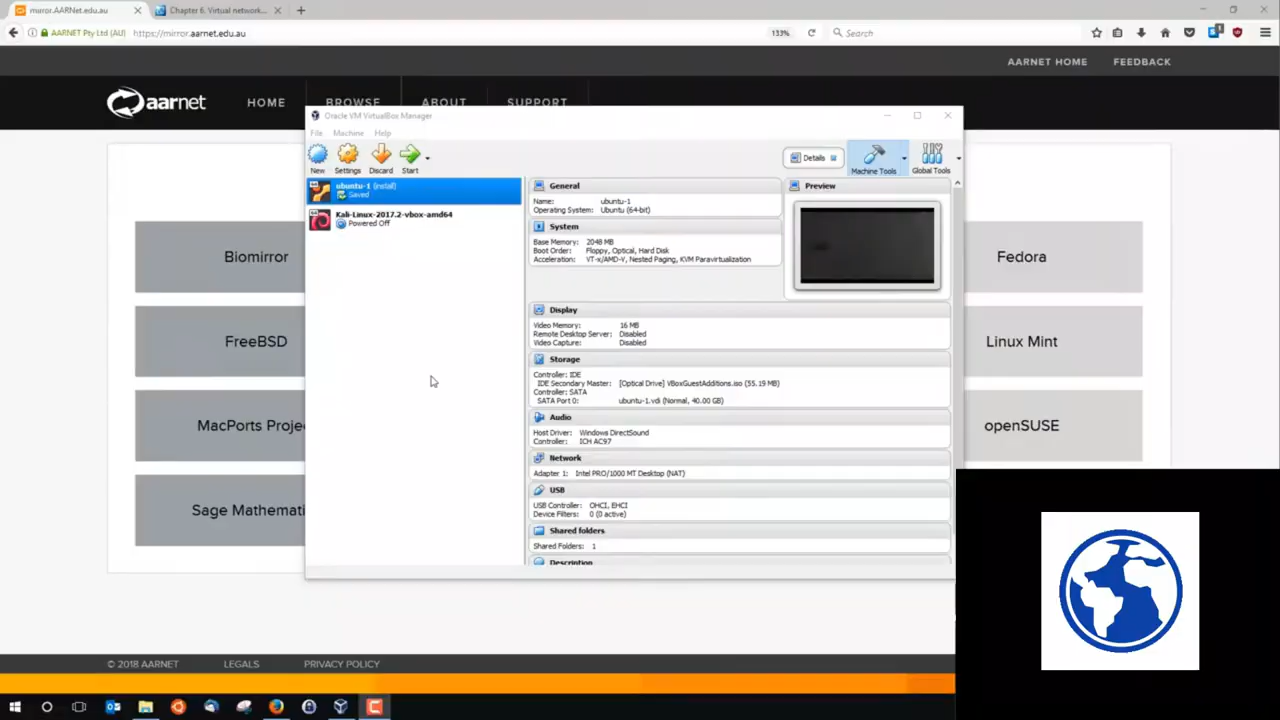 mirror.AARNet.edu.au
Chapter 6. Virtual network...
AARNET Pty Ltd (AU)
https://mirror.aarnet.edu.au
133%
Search
AARNET HOME
FEEDBACK
aarnet
HOME
BROWSE
ABOUT
SUPPORT
Oracle VM VirtualBox Manager
File Machine Help
New
Settings
Discard
Start
Details
Machine Tools
Global Tools
ubuntu-1 (install)
Saved
Kali-Linux-2017.2-vbox-amd64
Powered Off
General
Name: ubuntu-1
Operating System: Ubuntu (64-bit)
System
Base Memory: 2048 MB
Boot Order: Floppy, Optical, Hard Disk
Acceleration: VT-x/AMD-V, Nested Paging, KVM Paravirtualization
Preview
Display
Video Memory: 16 MB
Remote Desktop Server: Disabled
Video Capture: Disabled
Storage
Controller: IDE
IDE Secondary Master: [Optical Drive] VBoxGuestAdditions.iso (55.19 MB)
Controller: SATA
SATA Port 0: ubuntu-1.vdi (Normal, 40.00 GB)
Audio
Host Driver: Windows DirectSound
Controller: ICH AC97
Network
Adapter 1: Intel PRO/1000 MT Desktop (NAT)
USB
USB Controller: OHCI, EHCI
Device Filters: 0 (0 active)
Shared folders
Shared Folders: 1
Description
Biomirror
Fedora
FreeBSD
Linux Mint
MacPorts Projec
openSUSE
Sage Mathemati
© 2018 AARNET
LEGALS
PRIVACY POLICY